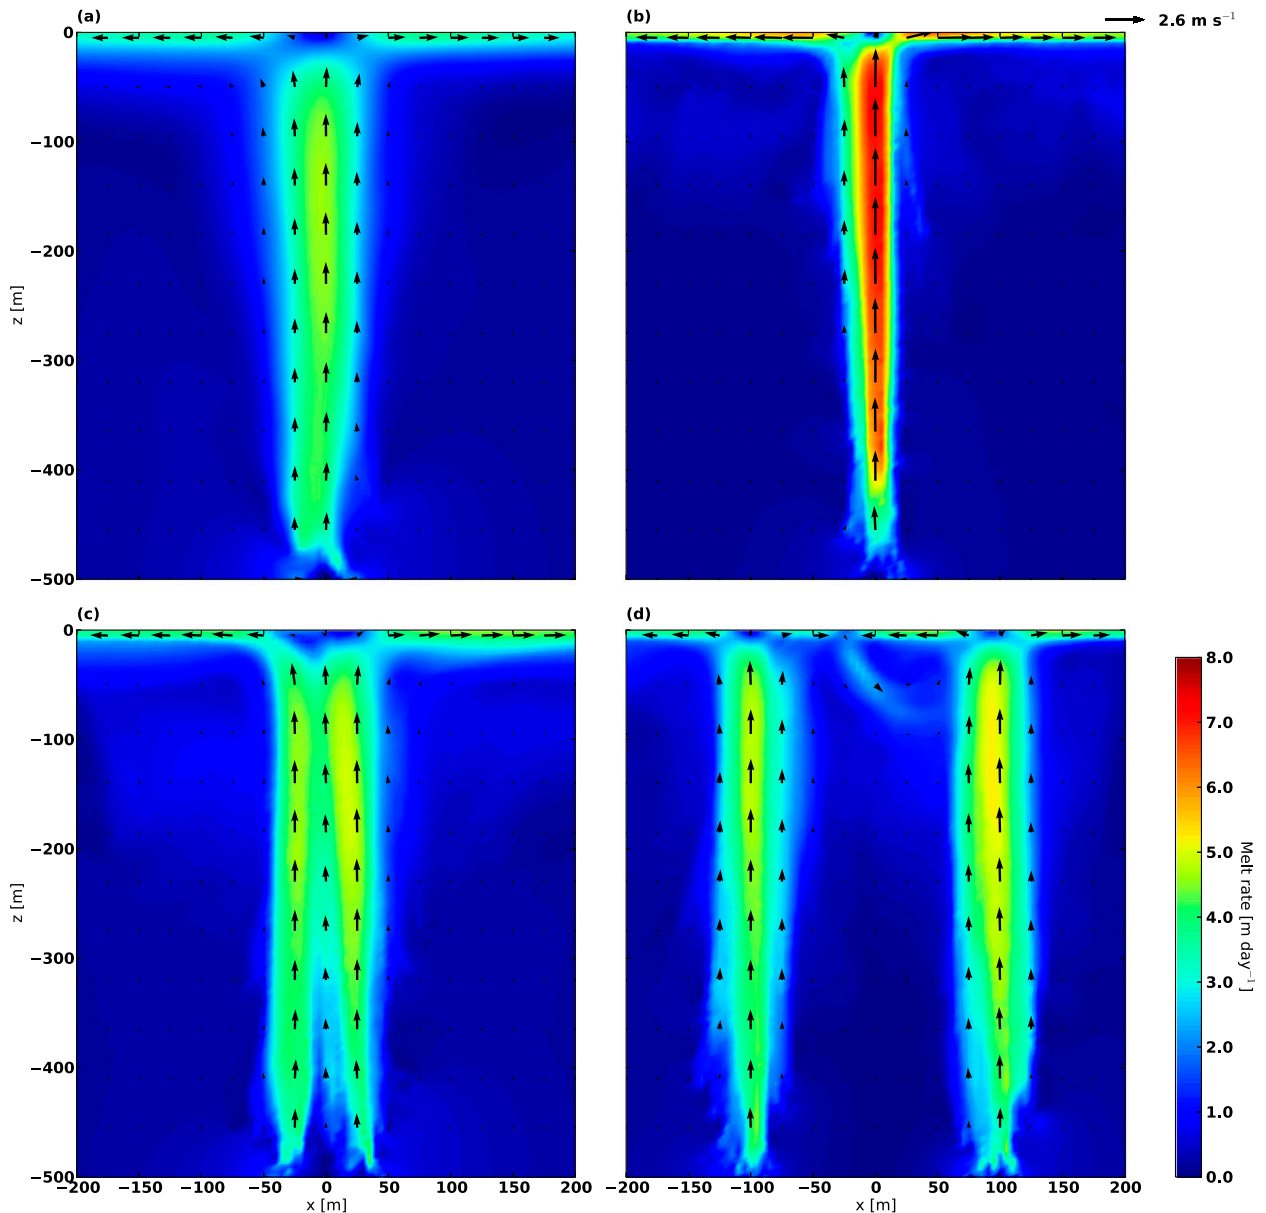 (a)
(b)
2.6 m s⁻¹
0
−100
−200
−300
−400
−500
z [m]
(c)
(d)
0
−100
−200
−300
−400
−500
z [m]
−200 −150 −100 −50 0 50 100 150 200
x [m]
−200 −150 −100 −50 0 50 100 150 200
x [m]
8.0
7.0
6.0
5.0
4.0
3.0
2.0
1.0
0.0
Melt rate [m day⁻¹]